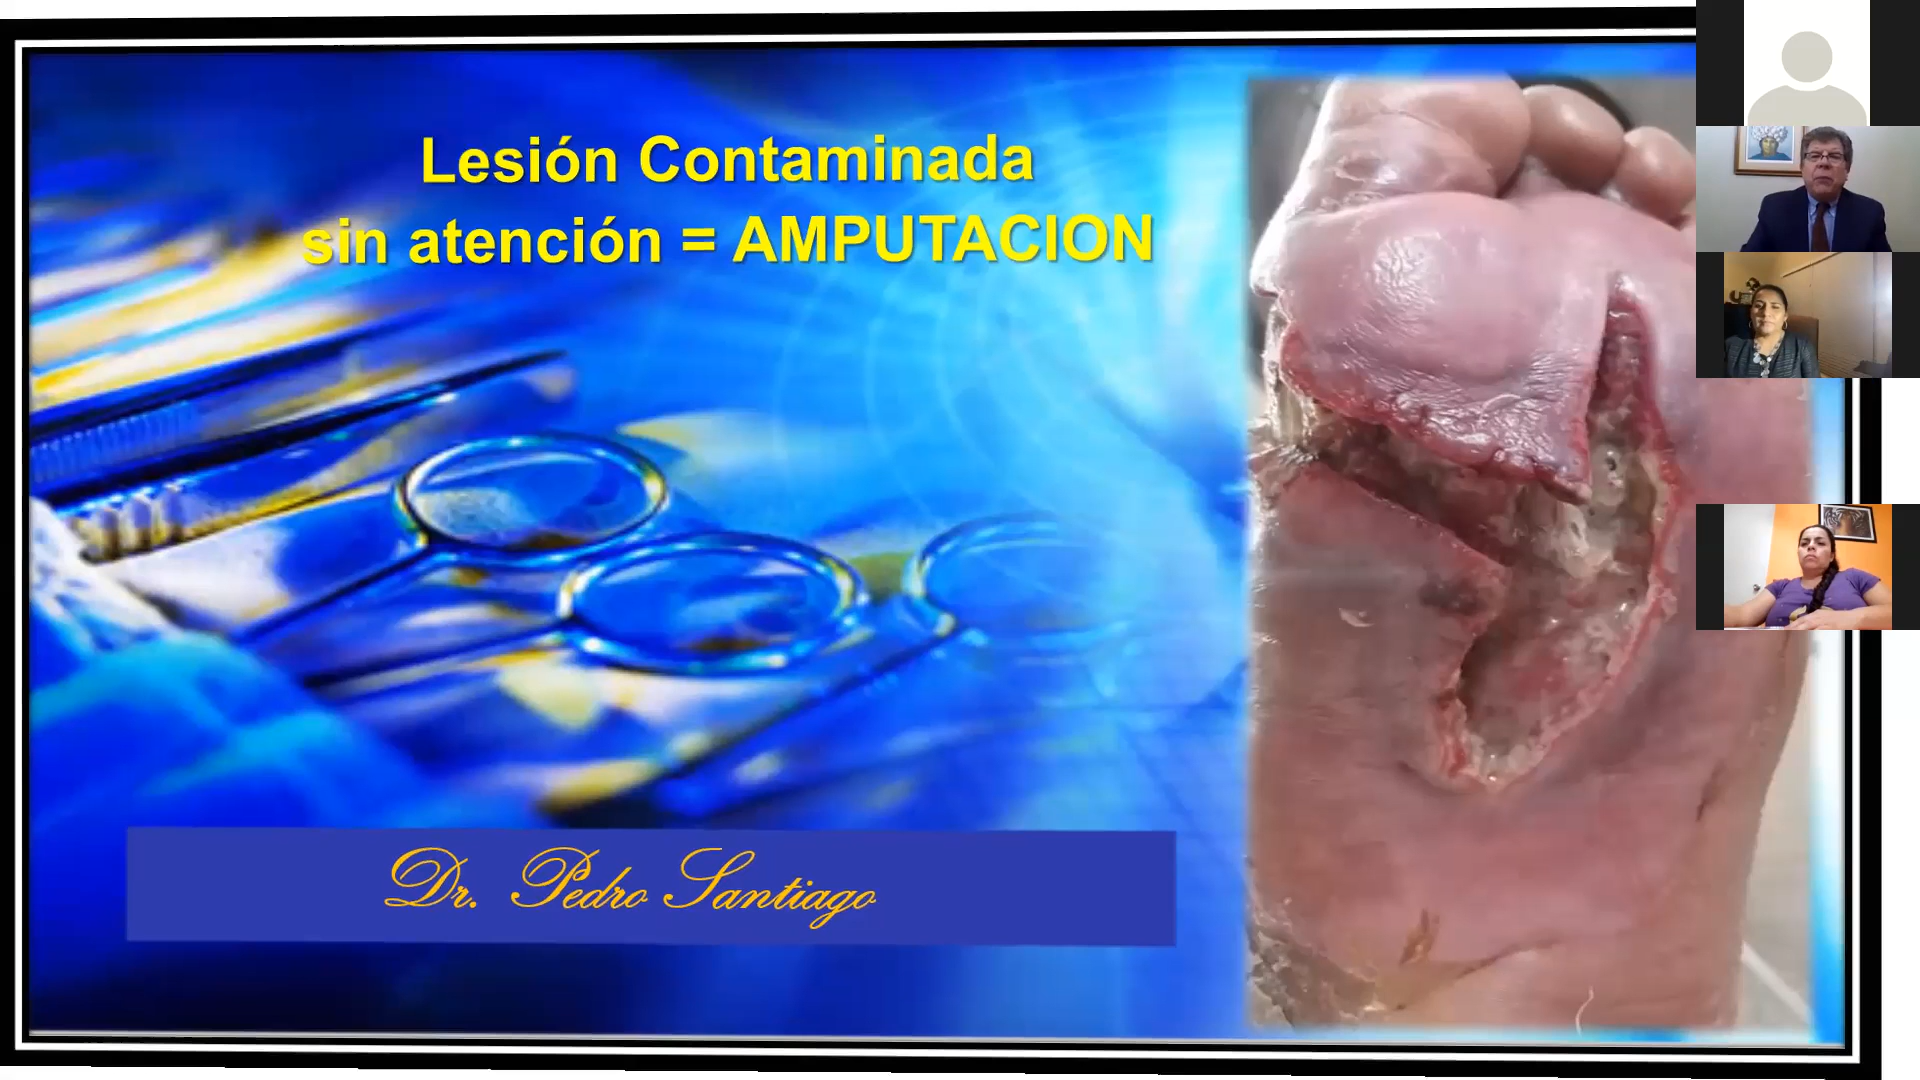 Lesión Contaminada
sin atención = AMPUTACION
Dr. Pedro Santiago